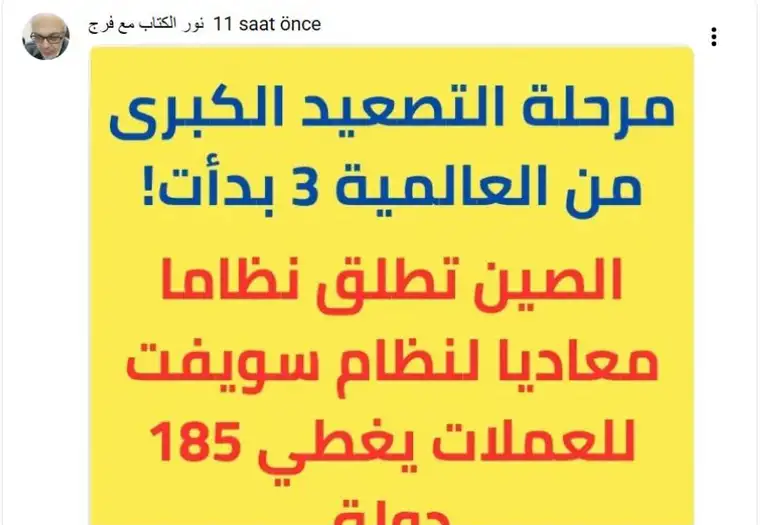 نور الكتاب مع فرج 11 saat önce
مرحلة التصعيد الكبرى
من العالمية 3 بدأت!
الصين تطلق نظاما
معاديا لنظام سويفت
للعملات يغطي 185
دولة